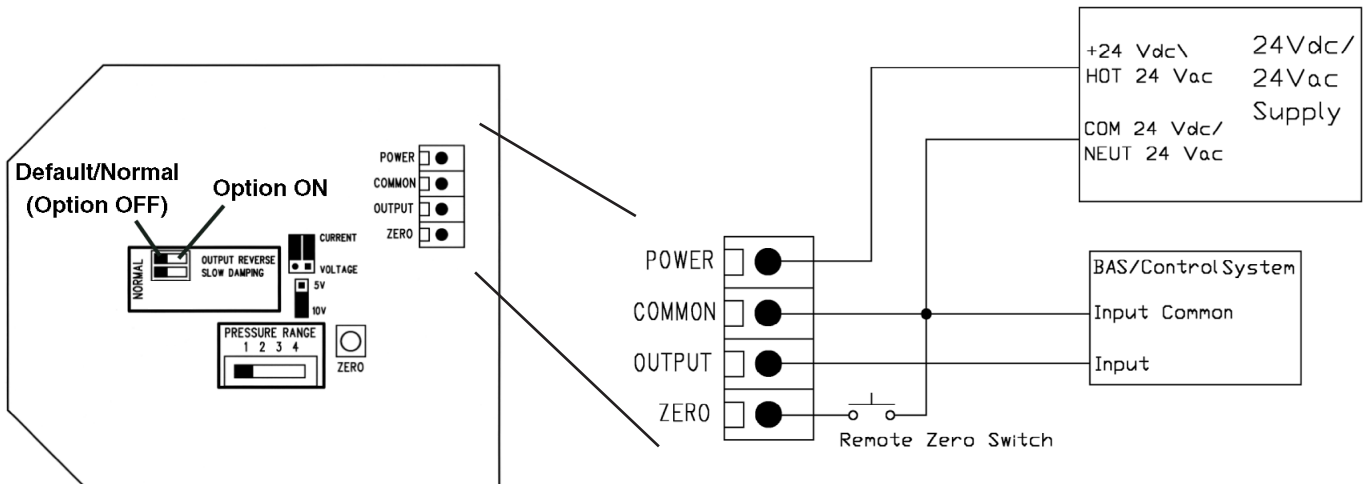 Default/Normal
(Option OFF)
Option ON
NORMAL
OUTPUT REVERSE
SLOW DAMPING
CURRENT
VOLTAGE
5V
10V
PRESSURE RANGE
1 2 3 4
ZERO
POWER
COMMON
OUTPUT
ZERO
POWER
COMMON
OUTPUT
ZERO
Remote Zero Switch
+24 Vdc\
HOT 24 Vac
COM 24 Vdc/
NEUT 24 Vac
24Vdc/
24Vac
Supply
BAS/ControlSystem
Input Common
Input